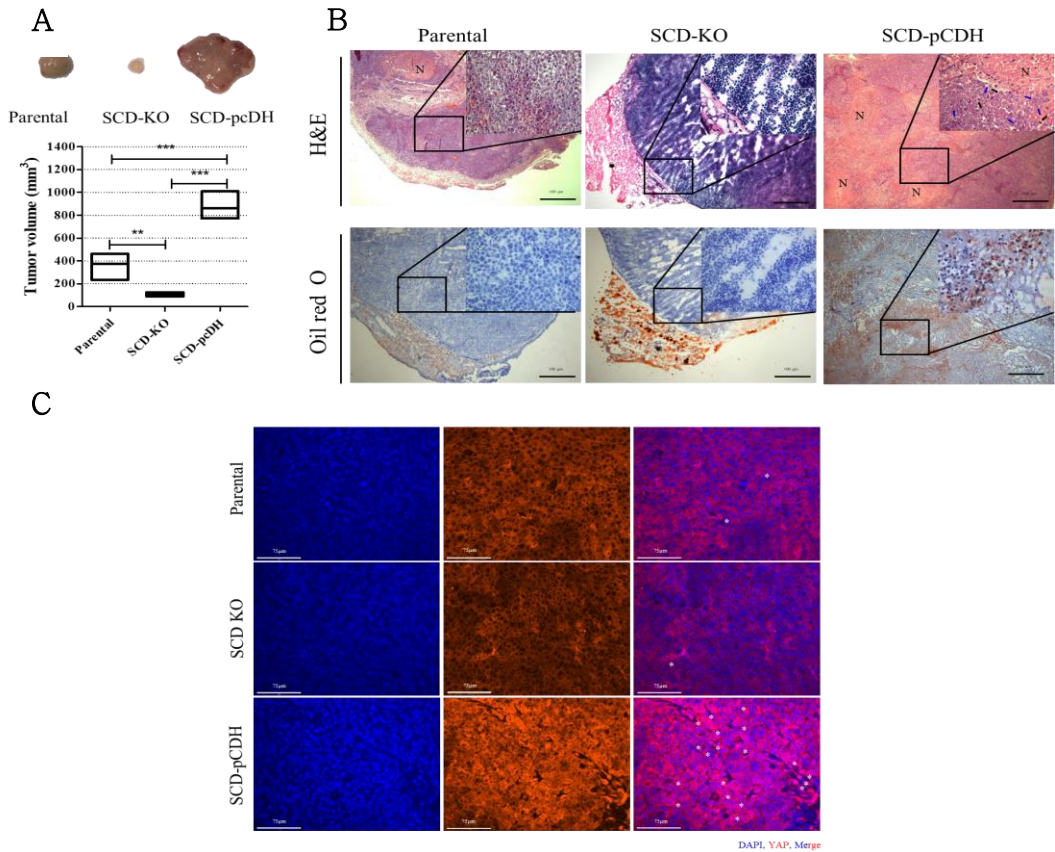 A
Parental
SCD-KO
SCD-pcDH
***
***
**
Tumor volume (mm3)
1400
1200
1000
800
600
400
200
0
Parental
SCD-KO
SCD-pcDH
B
Parental
SCD-KO
SCD-pCDH
H&E
N
N
N
N
N
Oil red O
C
Parental
75μm
75μm
75μm
SCD KO
75μm
75μm
75μm
SCD-pCDH
75μm
75μm
75μm
DAPI, YAP, Merge